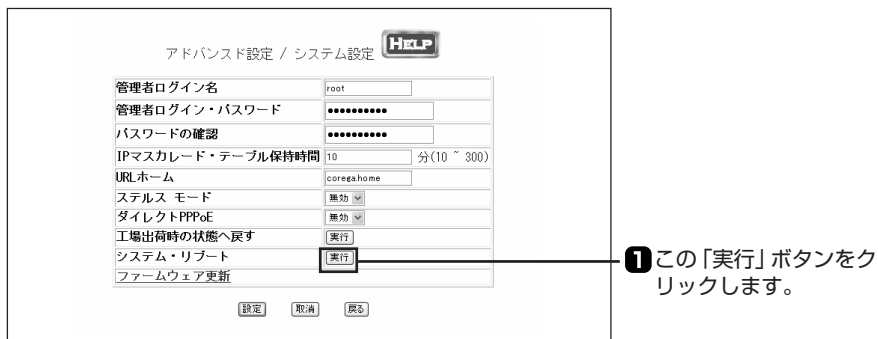 アドバンスド設定 / システム設定 HELP
管理者ログイン名 root
管理者ログイン・パスワード ●●●●●●●●●●
パスワードの確認 ●●●●●●●●●●
IPマスカレード・テーブル保持時間 10 分(10 ~ 300)
URLホーム corega.home
ステルス モード 無効
ダイレクトPPPoE 無効
工場出荷時の状態へ戻す 実行
システム・リブート 実行
ファームウェア更新
設定 取消 戻る
1 この「実行」ボタンをク
リックします。